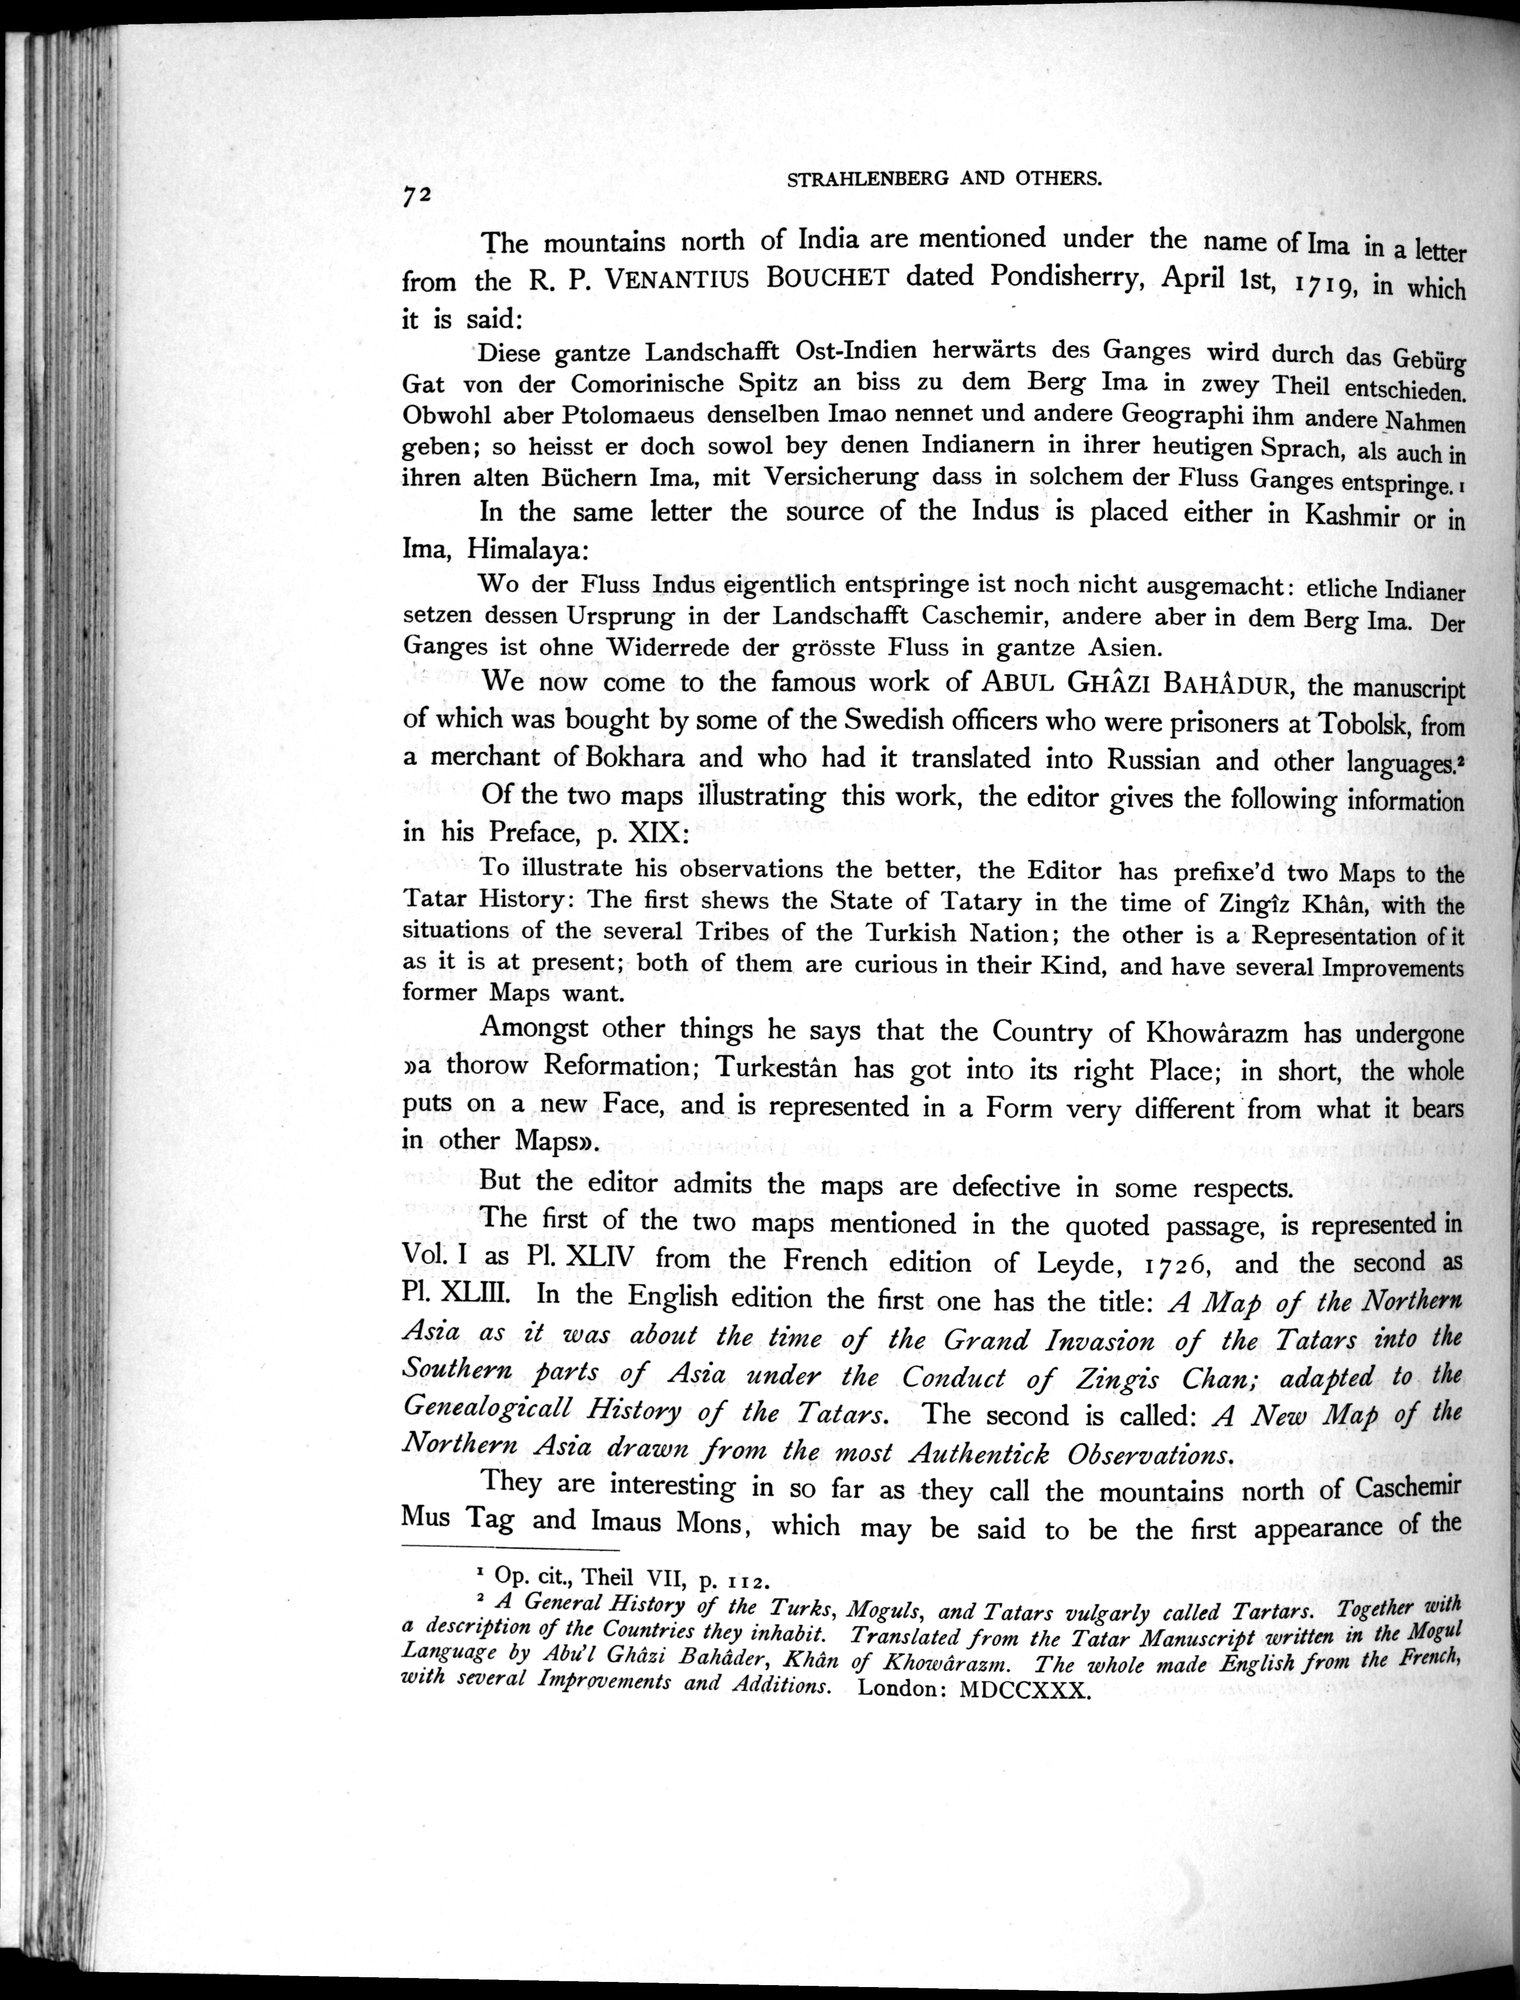 72
STRAHLENBERG AND OTHERS.
The mountains north of India are mentioned under the name of Ima in a letter
from the R. P. VENANTIUS BOUCHET dated Pondisherry, April 1st, 1719, in which
it is said:
Diese gantze Landschafft Ost-Indien herwärts des Ganges wird durch das Gebürg
Gat von der Comorinische Spitz an biss zu dem Berg Ima in zwey Theil entschieden.
Obwohl aber Ptolomaeus denselben Imao nennet und andere Geographi ihm andere Nahmen
geben; so heisst er doch sowol bey denen Indianern in ihrer heutigen Sprach, als auch in
ihren alten Büchern Ima, mit Versicherung dass in solchem der Fluss Ganges entspringe.¹
In the same letter the source of the Indus is placed either in Kashmir or in
Ima, Himalaya:
Wo der Fluss Indus eigentlich entspringe ist noch nicht ausgemacht: etliche Indianer
setzen dessen Ursprung in der Landschafft Caschemir, andere aber in dem Berg Ima. Der
Ganges ist ohne Widerrede der grösste Fluss in gantze Asien.
We now come to the famous work of ABUL GHÂZI BAHÂDUR, the manuscript
of which was bought by some of the Swedish officers who were prisoners at Tobolsk, from
a merchant of Bokhara and who had it translated into Russian and other languages.²
Of the two maps illustrating this work, the editor gives the following information
in his Preface, p. XIX:
To illustrate his observations the better, the Editor has prefixe'd two Maps to the
Tatar History: The first shews the State of Tatary in the time of Zingîz Khân, with the
situations of the several Tribes of the Turkish Nation; the other is a Representation of it
as it is at present; both of them are curious in their Kind, and have several Improvements
former Maps want.
Amongst other things he says that the Country of Khowârazm has undergone
»a thorow Reformation; Turkestân has got into its right Place; in short, the whole
puts on a new Face, and is represented in a Form very different from what it bears
in other Maps».
But the editor admits the maps are defective in some respects.
The first of the two maps mentioned in the quoted passage, is represented in
Vol. I as Pl. XLIV from the French edition of Leyde, 1726, and the second as
Pl. XLIII. In the English edition the first one has the title: A Map of the Northern
Asia as it was about the time of the Grand Invasion of the Tatars into the
Southern parts of Asia under the Conduct of Zingis Chan; adapted to the
Genealogicall History of the Tatars. The second is called: A New Map of the
Northern Asia drawn from the most Authentick Observations.
They are interesting in so far as they call the mountains north of Caschemir
Mus Tag and Imaus Mons, which may be said to be the first appearance of the
¹ Op. cit., Theil VII, p. 112.
² A General History of the Turks, Moguls, and Tatars vulgarly called Tartars. Together with
a description of the Countries they inhabit. Translated from the Tatar Manuscript written in the Mogul
Language by Abu'l Ghâzi Bahâder, Khân of Khowârazm. The whole made English from the French,
with several Improvements and Additions. London: MDCCXXX.